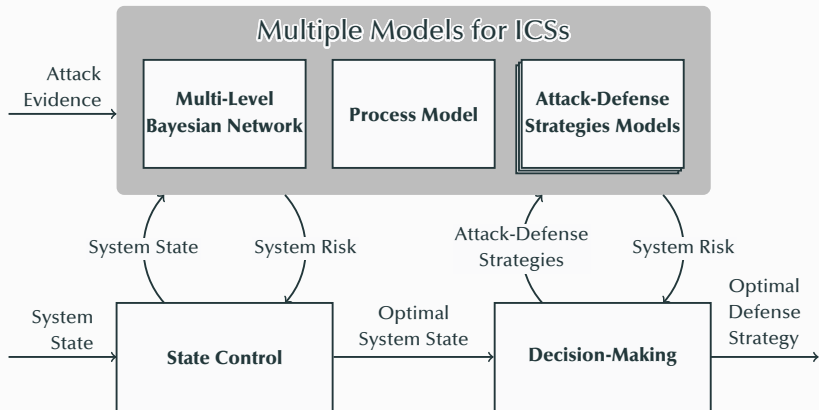 Multiple Models for ICSs
Attack
Evidence
Multi-Level
Bayesian Network
Process Model
Attack-Defense
Strategies Models
System State
System Risk
Attack-Defense
Strategies
System Risk
System
State
State Control
Optimal
System State
Decision-Making
Optimal
Defense
Strategy